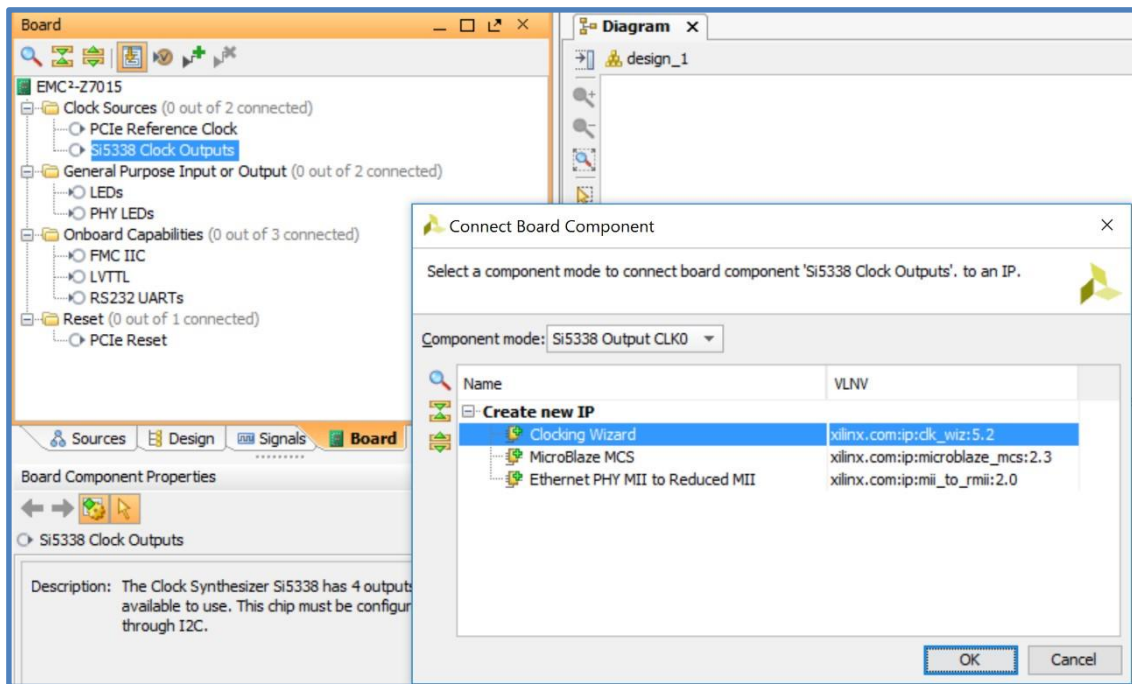 Board
EMC²-Z7015
Clock Sources (0 out of 2 connected)
PCIe Reference Clock
Si5338 Clock Outputs
General Purpose Input or Output (0 out of 2 connected)
LEDs
PHY LEDs
Onboard Capabilities (0 out of 3 connected)
FMC IIC
LVTTL
RS232 UARTs
Reset (0 out of 1 connected)
PCIe Reset
Sources Design Signals Board
Board Component Properties
Si5338 Clock Outputs
Description: The Clock Synthesizer Si5338 has 4 outputs
available to use. This chip must be configur
through I2C.
Diagram
design_1
Connect Board Component
Select a component mode to connect board component 'Si5338 Clock Outputs'. to an IP.
Component mode: Si5338 Output CLK0
Name VLNV
Create new IP
Clocking Wizard xilinx.com:ip:clk_wiz:5.2
MicroBlaze MCS xilinx.com:ip:microblaze_mcs:2.3
Ethernet PHY MII to Reduced MII xilinx.com:ip:mii_to_rmii:2.0
OK Cancel